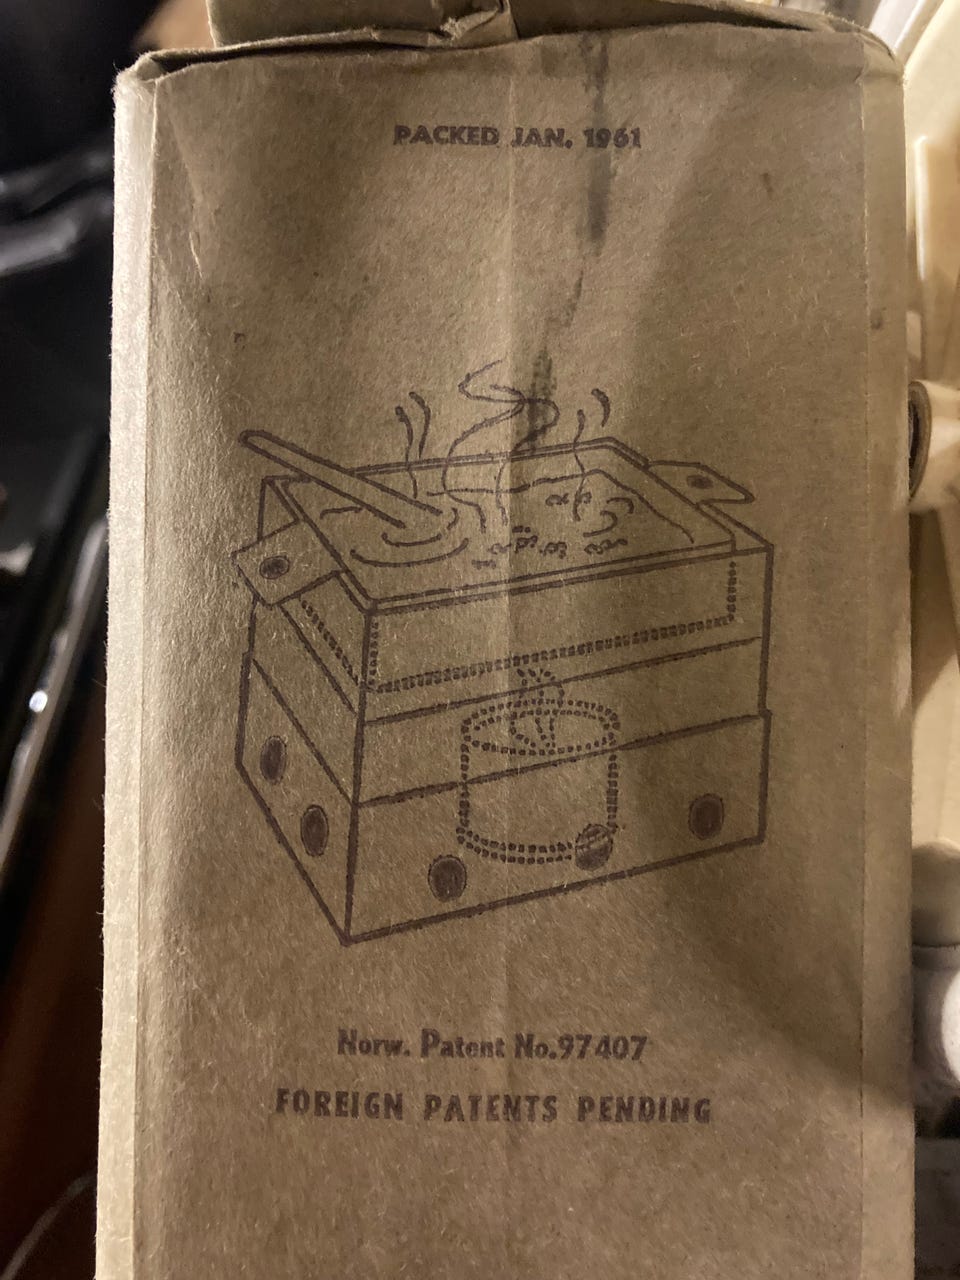 PACKED JAN. 1961
Norw. Patent No.97407
FOREIGN PATENTS PENDING